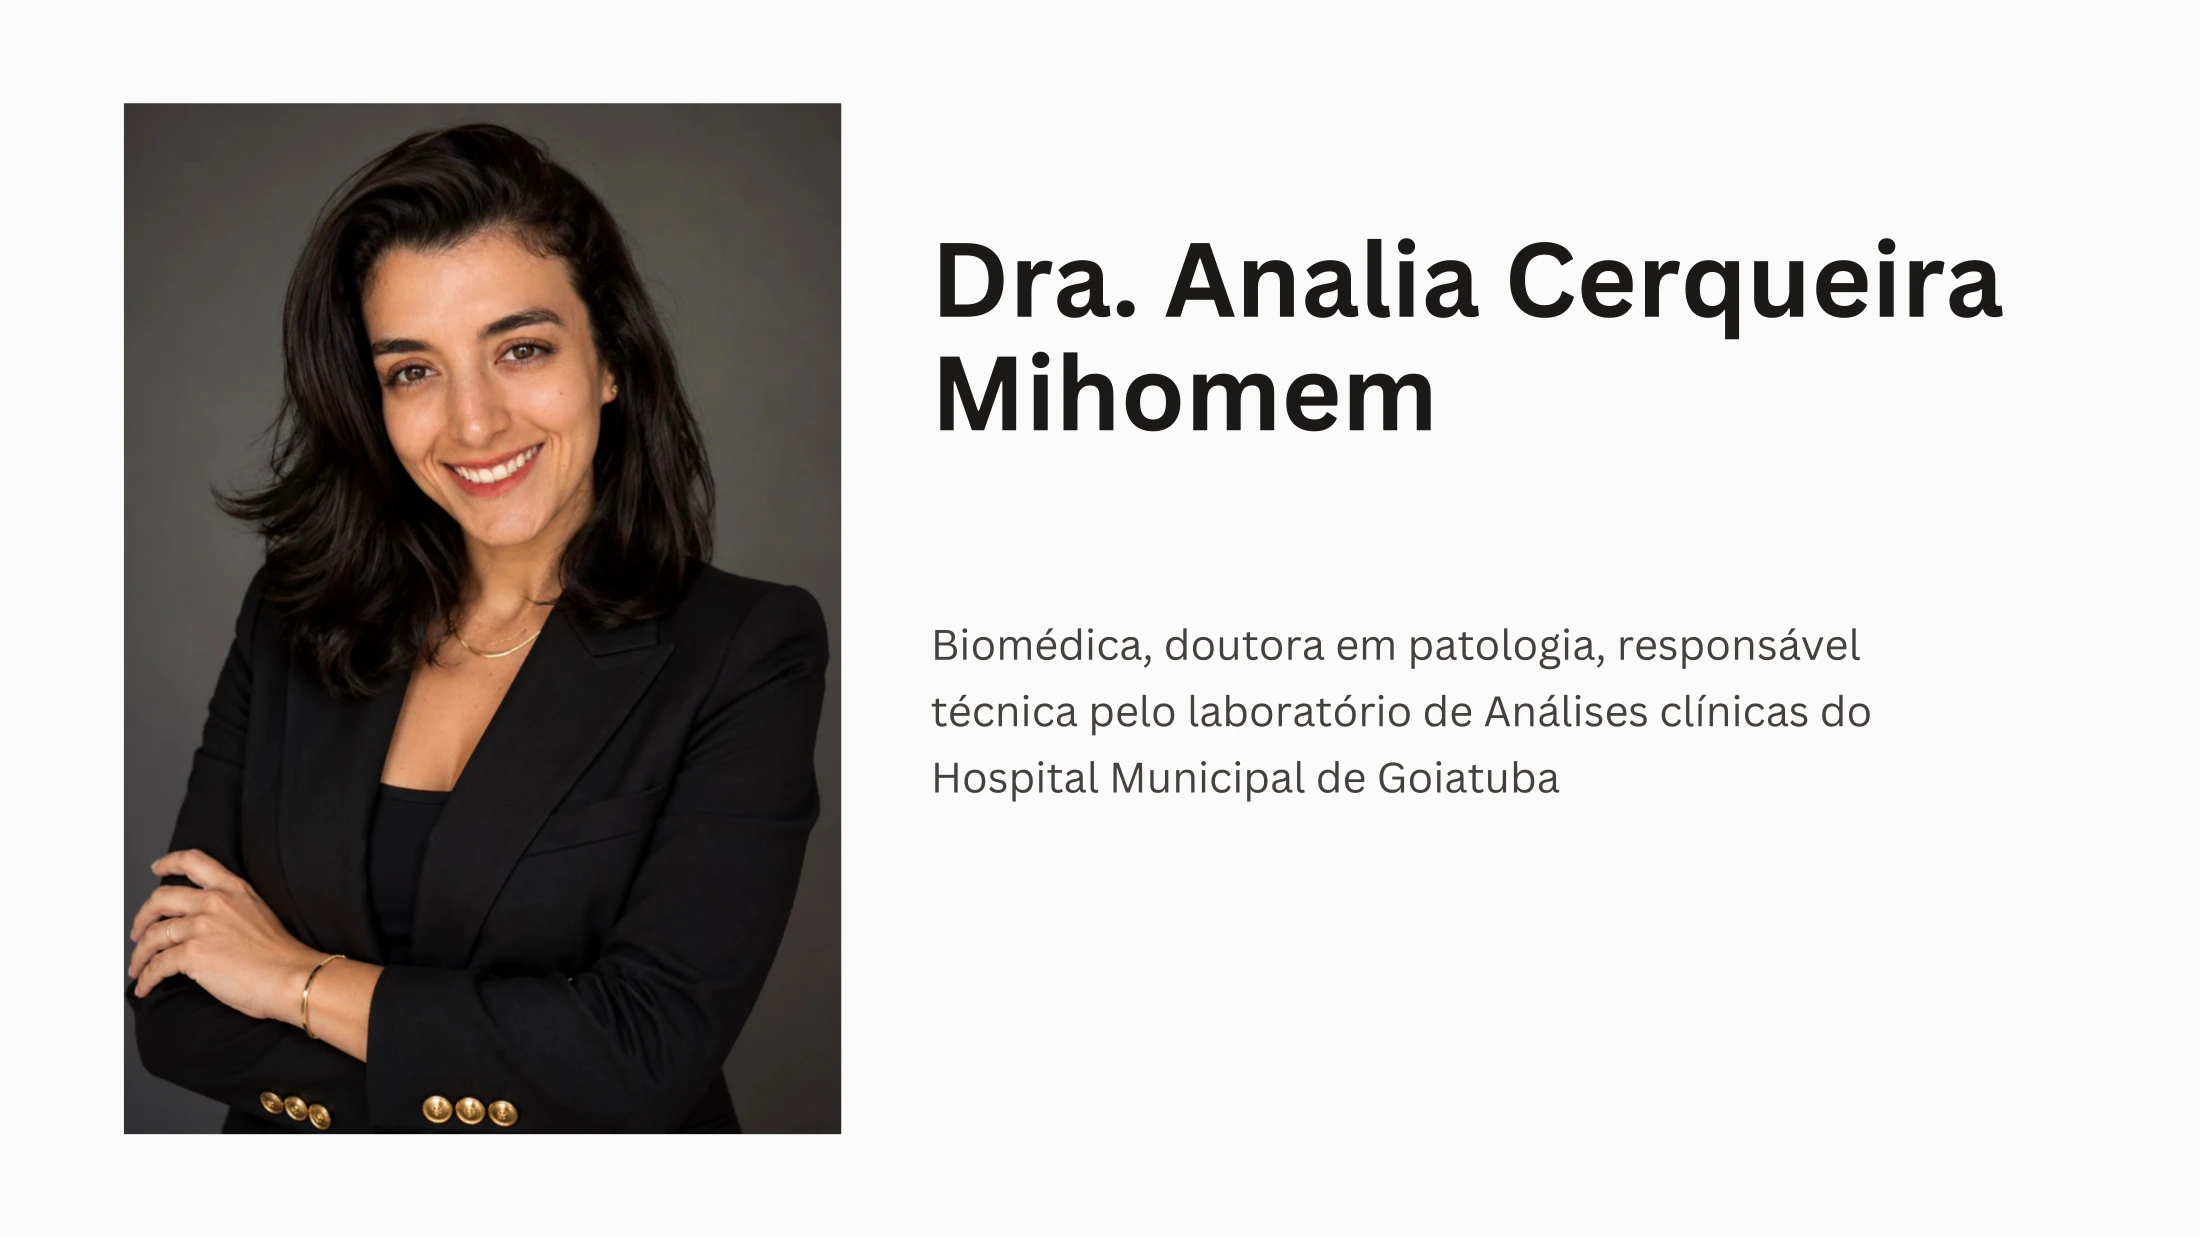 Dra. Analia Cerqueira
Mihomem
Biomédica, doutora em patologia, responsável
técnica pelo laboratório de Análises clínicas do
Hospital Municipal de Goiatuba